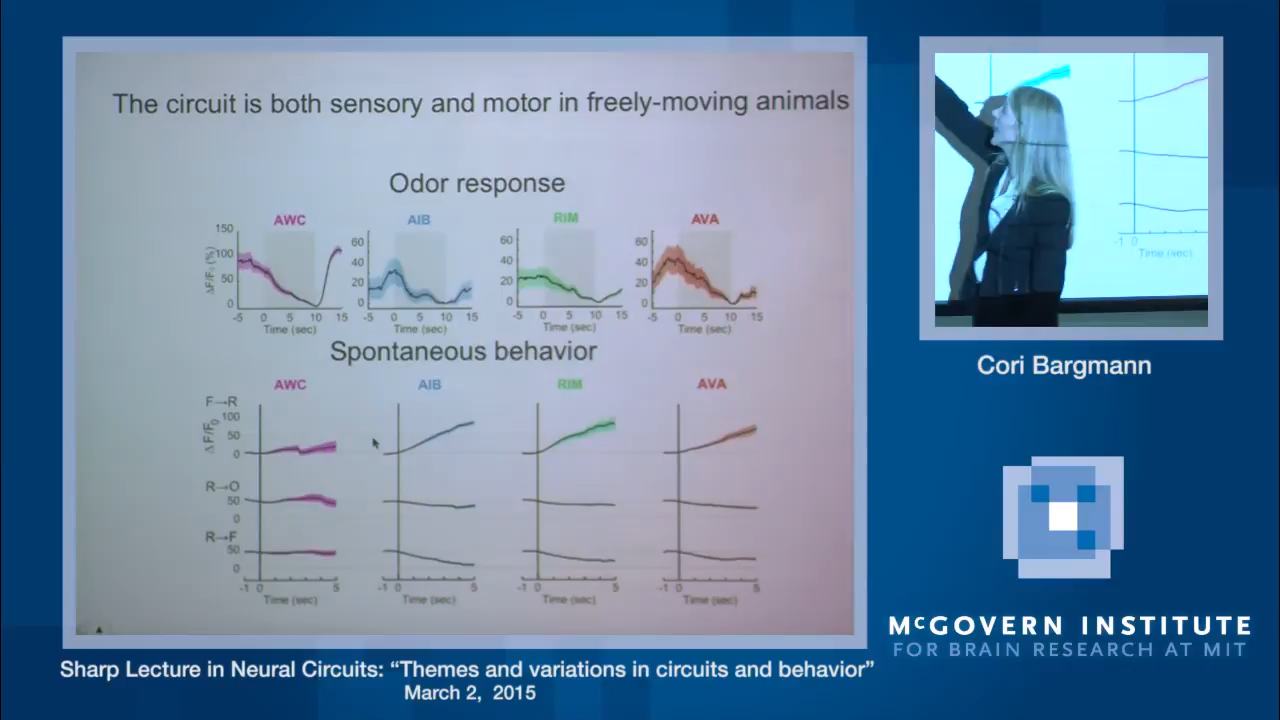 The circuit is both sensory and motor in freely-moving animals
Odor response
AWC AIB RIM AVA
150 100 50 0
ΔF/F₀ (%)
60 40 20 0
60 40 20 0
60 40 20 0
-5 0 5 10 15 -5 0 5 10 15 -5 0 5 10 15 -5 0 5 10 15
Time (sec) Time (sec) Time (sec) Time (sec)
Spontaneous behavior
AWC AIB RIM AVA
F→R
100 50 0
ΔF/F₀
R→O
50 0
R→F
50 0
-1 0 5 -1 0 5 -1 0 5 -1 0 5
Time (sec) Time (sec) Time (sec) Time (sec)
-1 0
Time (sec)
Cori Bargmann
McGOVERN INSTITUTE
FOR BRAIN RESEARCH AT MIT
Sharp Lecture in Neural Circuits: “Themes and variations in circuits and behavior”
March 2, 2015